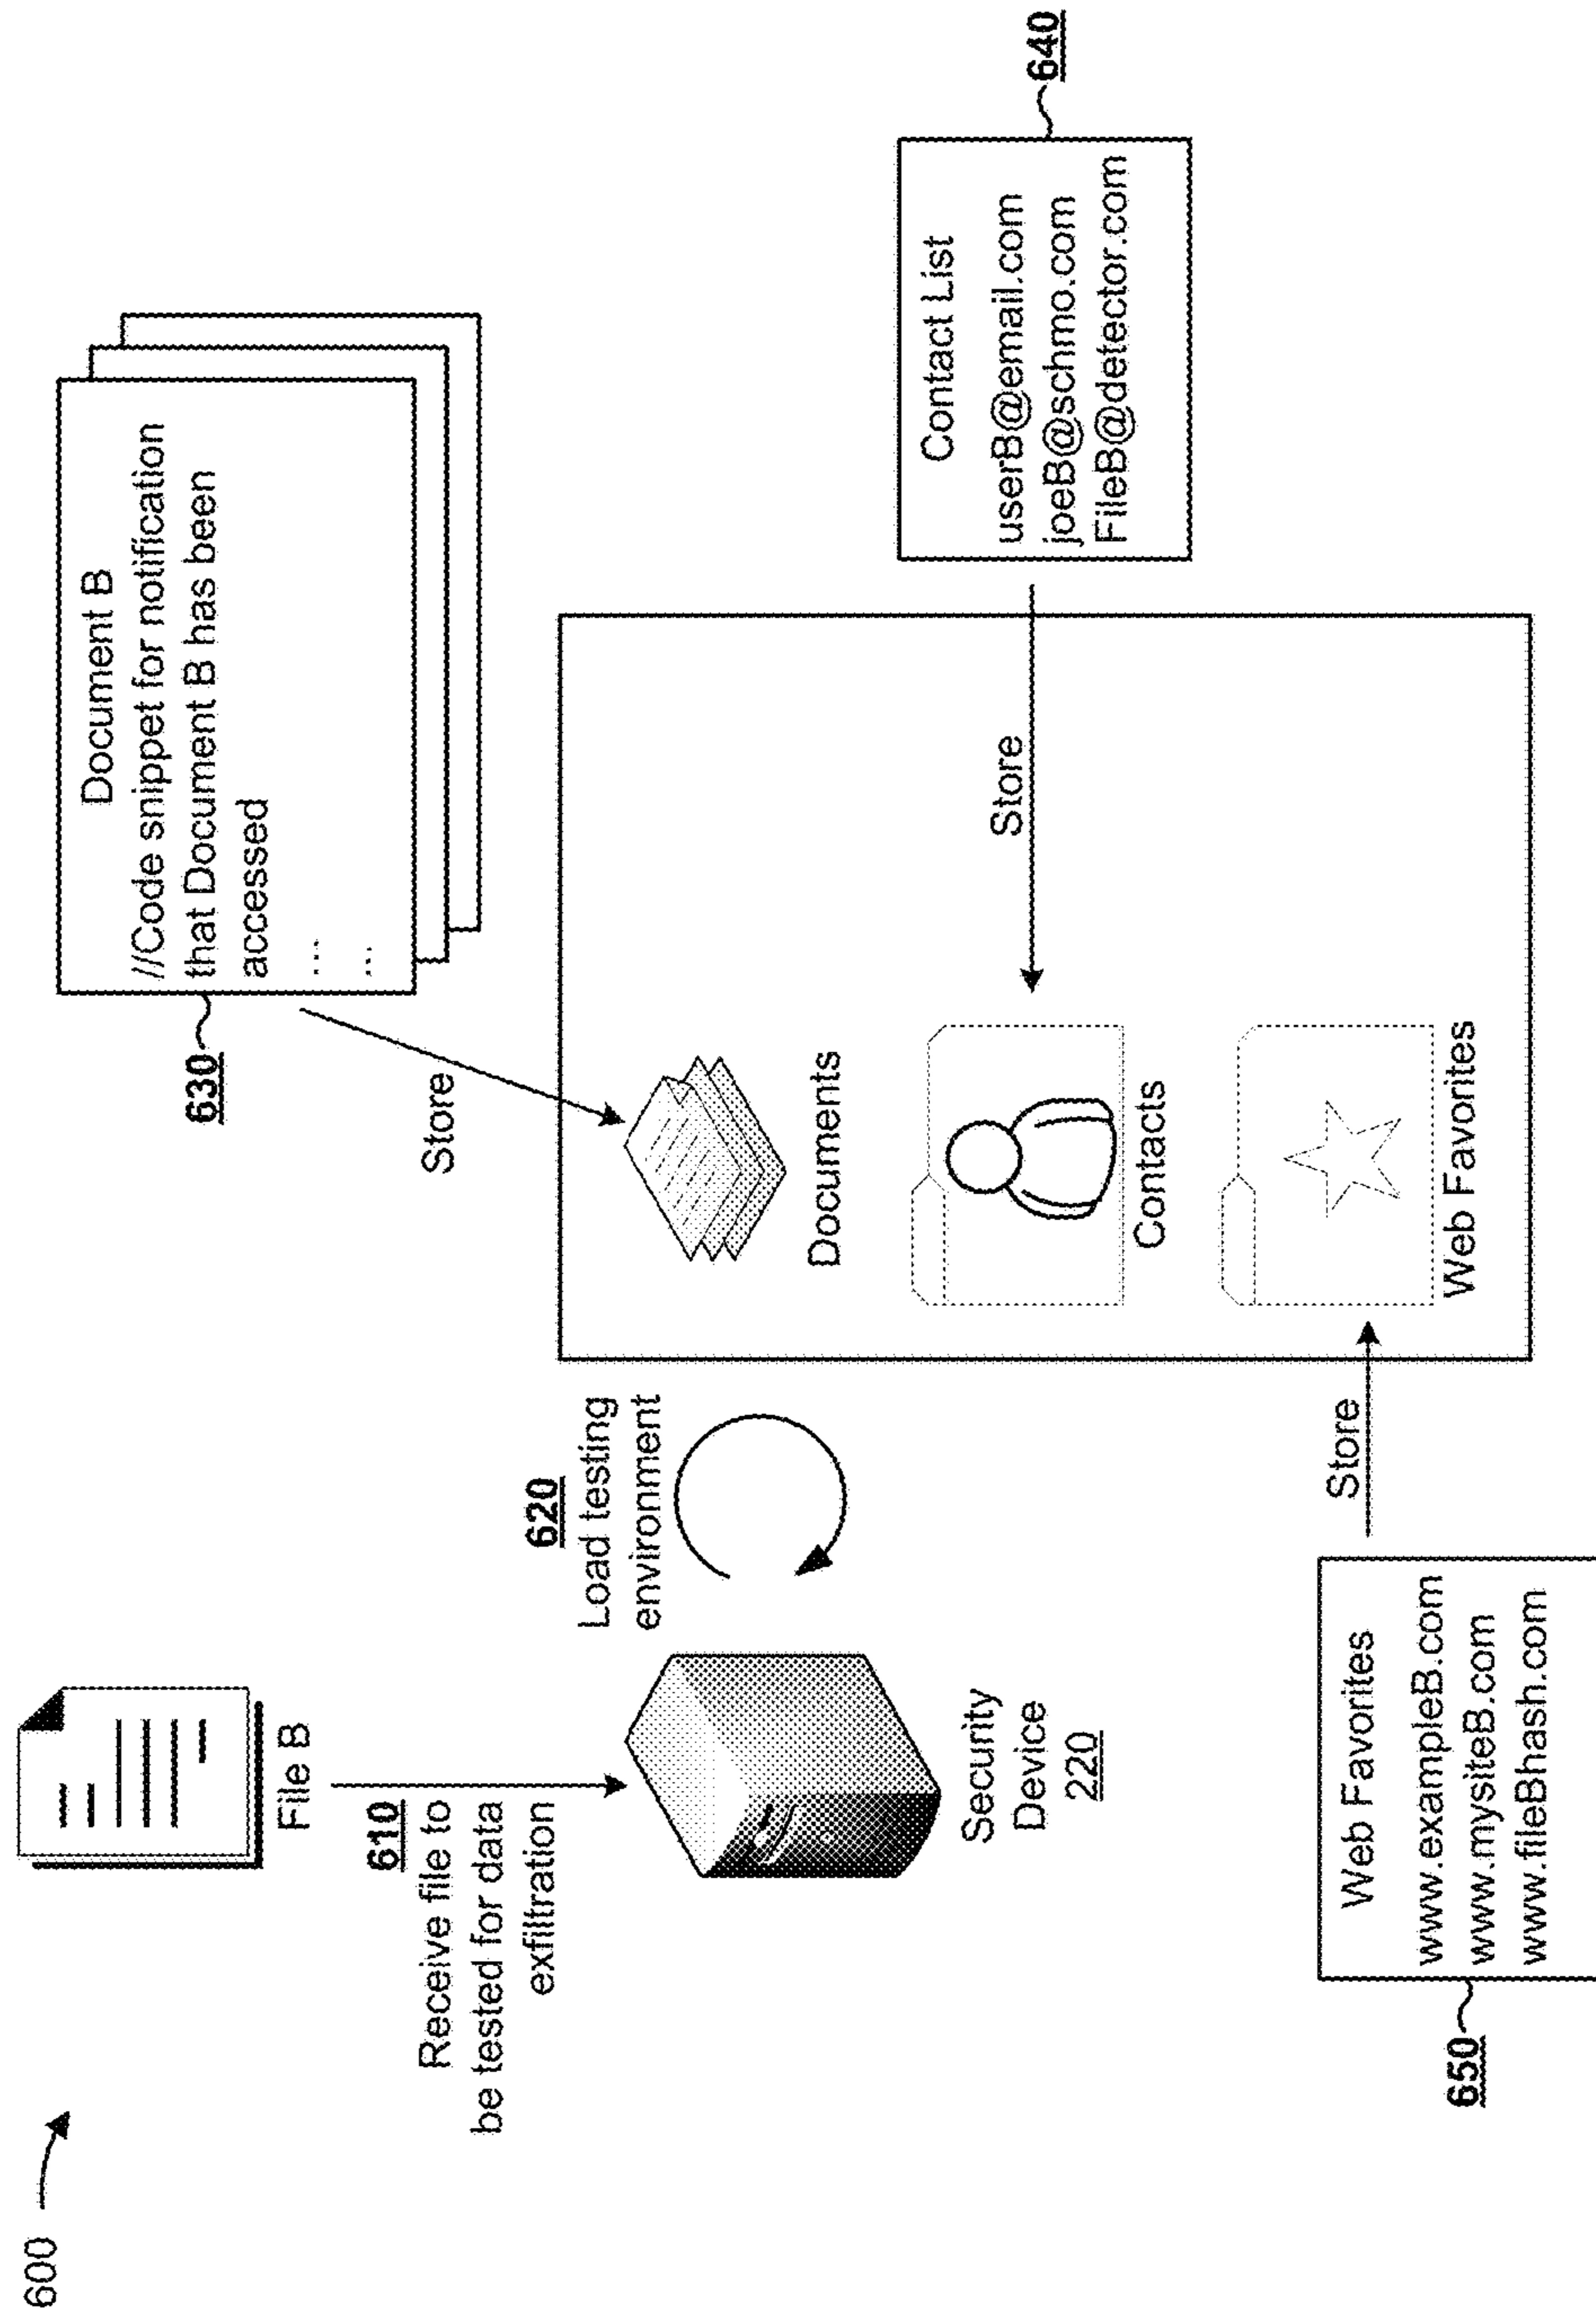 600
File B
610
Receive file to
be tested for data
exfiltration
Security
Device
220
620
Load testing
environment
630
Document B
//Code snippet for notification
that Document B has been
accessed
...
...
Store
Documents
Contacts
Web Favorites
Store
Contact List
userB@email.com
joeB@schmo.com
FileB@detector.com
640
Store
650
Web Favorites
www.exampleB.com
www.mysiteB.com
www.fileBhash.com